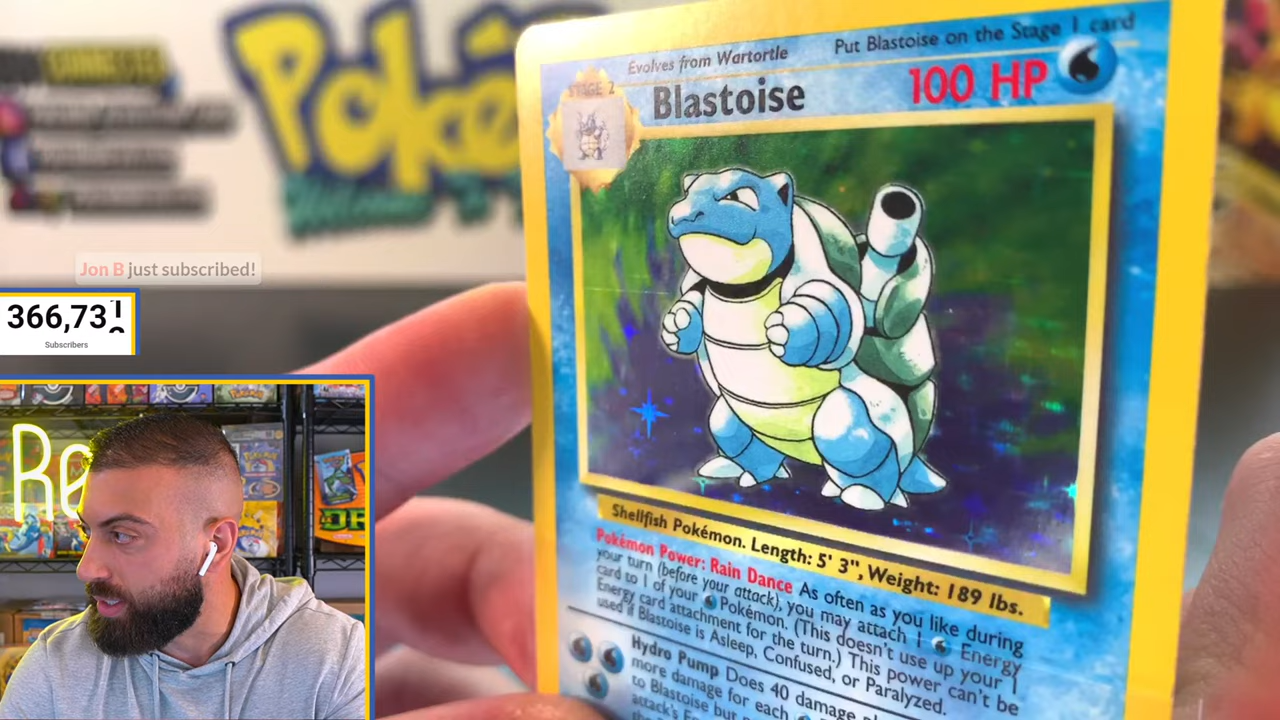 Poké
Evolves from Wartortle
Put Blastoise on the Stage 1 card
STAGE 2
Blastoise
100 HP
Jon B just subscribed!
366,73
Subscribers
Re
Shellfish Pokémon. Length: 5' 3", Weight: 189 lbs.
Pokémon Power: Rain Dance As often as you like during
your turn (before your attack), you may attach 1 Energy
card to 1 of your Pokémon. (This doesn't use up your 1
Energy card attachment for the turn.) This power can't be
used if Blastoise is Asleep, Confused, or Paralyzed.
Hydro Pump Does 40 damage
more damage for each
to Blastoise but
attack's